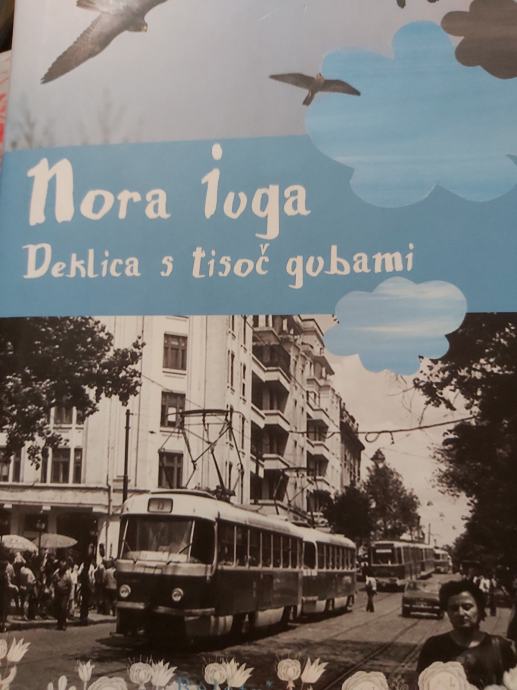 Nora Iuga
Deklica s tisoč gubami